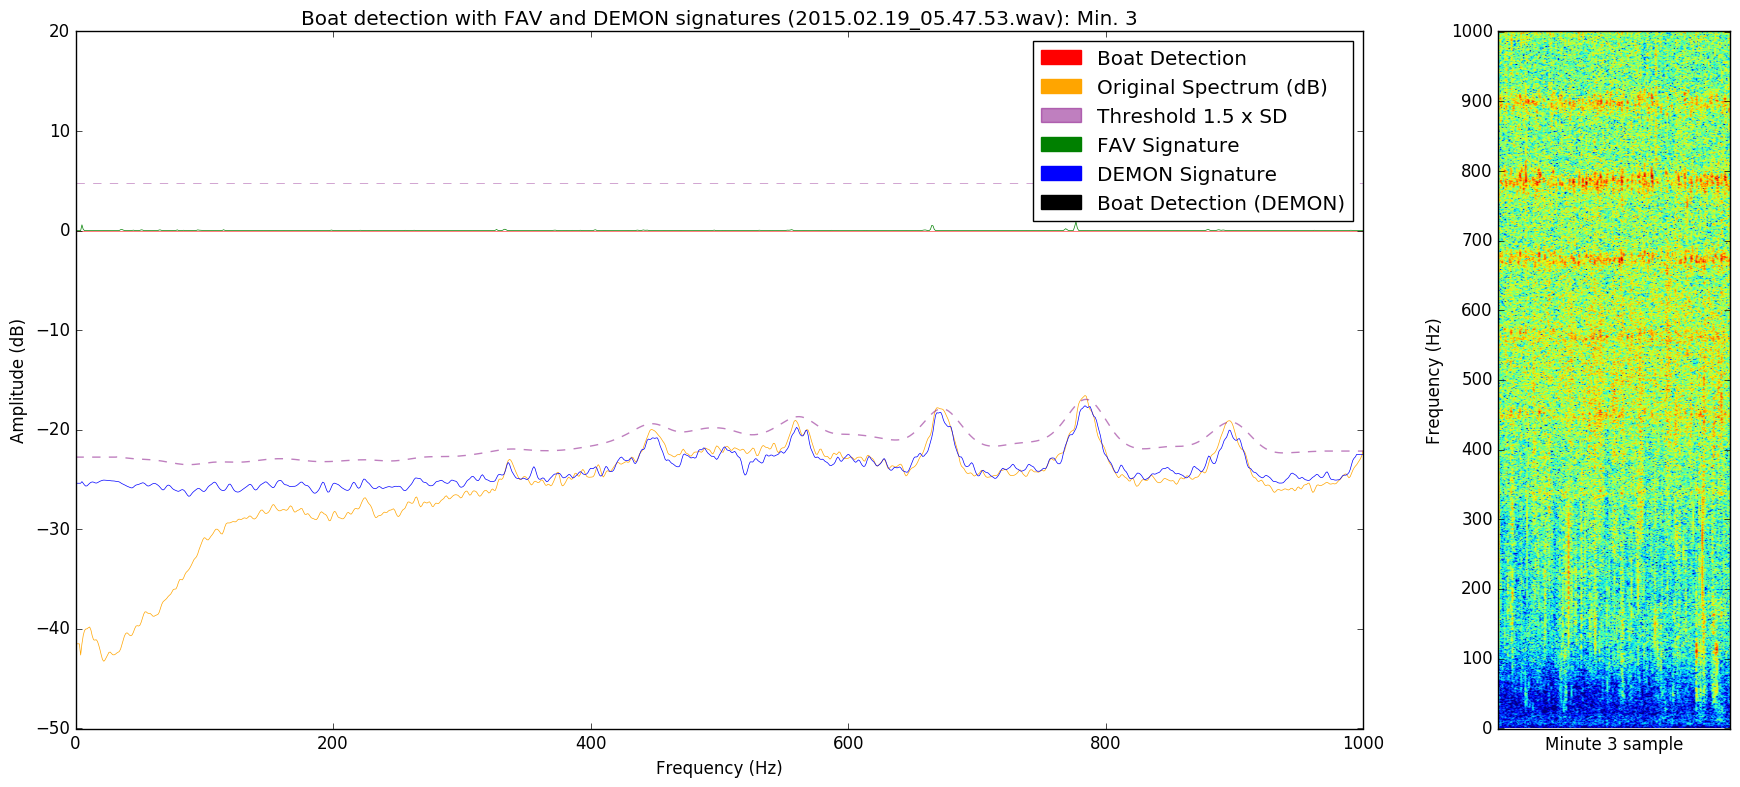 Boat detection with FAV and DEMON signatures (2015.02.19_05.47.53.wav): Min. 3
Boat Detection
Original Spectrum (dB)
Threshold 1.5 x SD
FAV Signature
DEMON Signature
Boat Detection (DEMON)
Amplitude (dB)
20
10
0
−10
−20
−30
−40
−50
0 200 400 600 800 1000
Frequency (Hz)
Frequency (Hz)
1000
900
800
700
600
500
400
300
200
100
0
Minute 3 sample